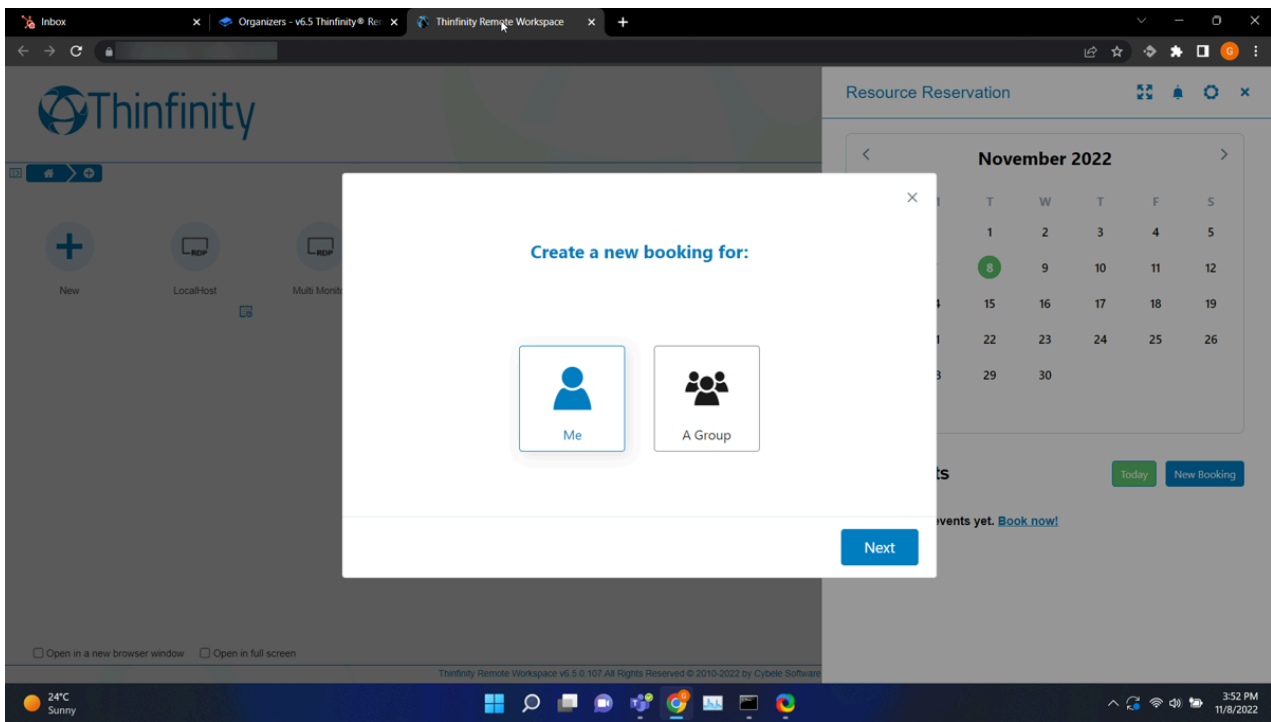 Inbox
Organizers - v6.5 Thinfinity® Re
Thinfinity Remote Workspace
G
Thinfinity
Resource Reservation
November 2022
T W T F S
1 2 3 4 5
8 9 10 11 12
15 16 17 18 19
22 23 24 25 26
29 30
New
RDP
LocalHost
RDP
Multi Monit
Create a new booking for:
Me
A Group
Next
ts
Today
New Booking
events yet. Book now!
Open in a new browser window
Open in full screen
Thinfinity Remote Workspace v6.5.0.107 All Rights Reserved © 2010-2022 by Cybele Software
24°C
Sunny
3:52 PM
11/8/2022